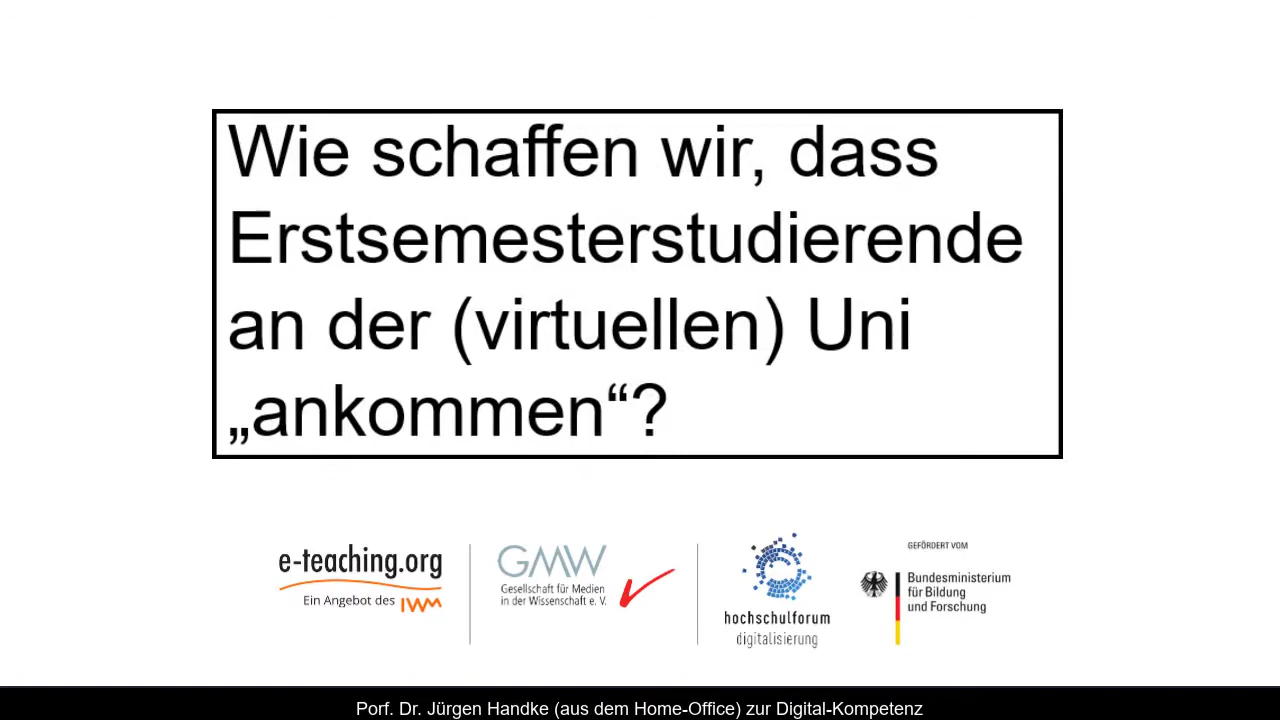 Wie schaffen wir, dass
Erstsemesterstudierende
an der (virtuellen) Uni
„ankommen“?
e-teaching.org
Ein Angebot des IWM
GMW
Gesellschaft für Medien
in der Wissenschaft e. V.
hochschulforum
digitalisierung
GEFÖRDERT VOM
Bundesministerium
für Bildung
und Forschung
Porf. Dr. Jürgen Handke (aus dem Home-Office) zur Digital-Kompetenz